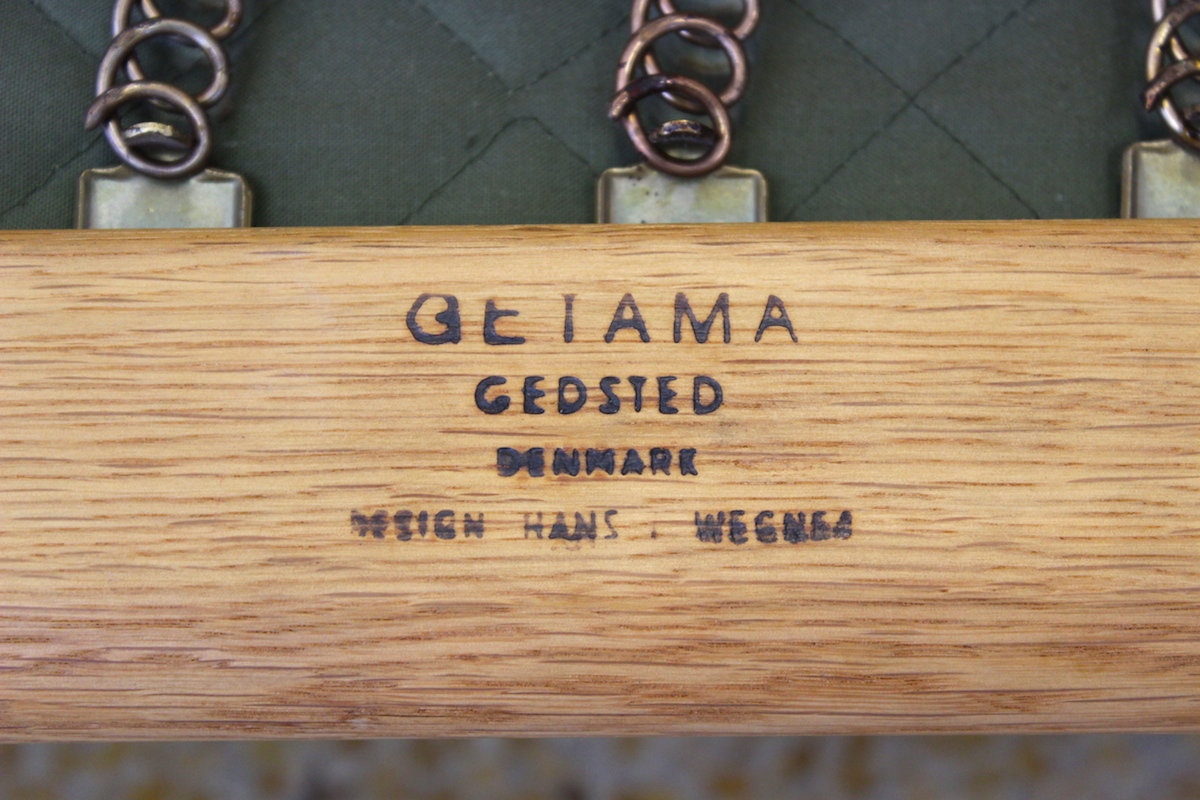 GETAMA
GEDSTED
DENMARK
DESIGN HANS . WEGNER